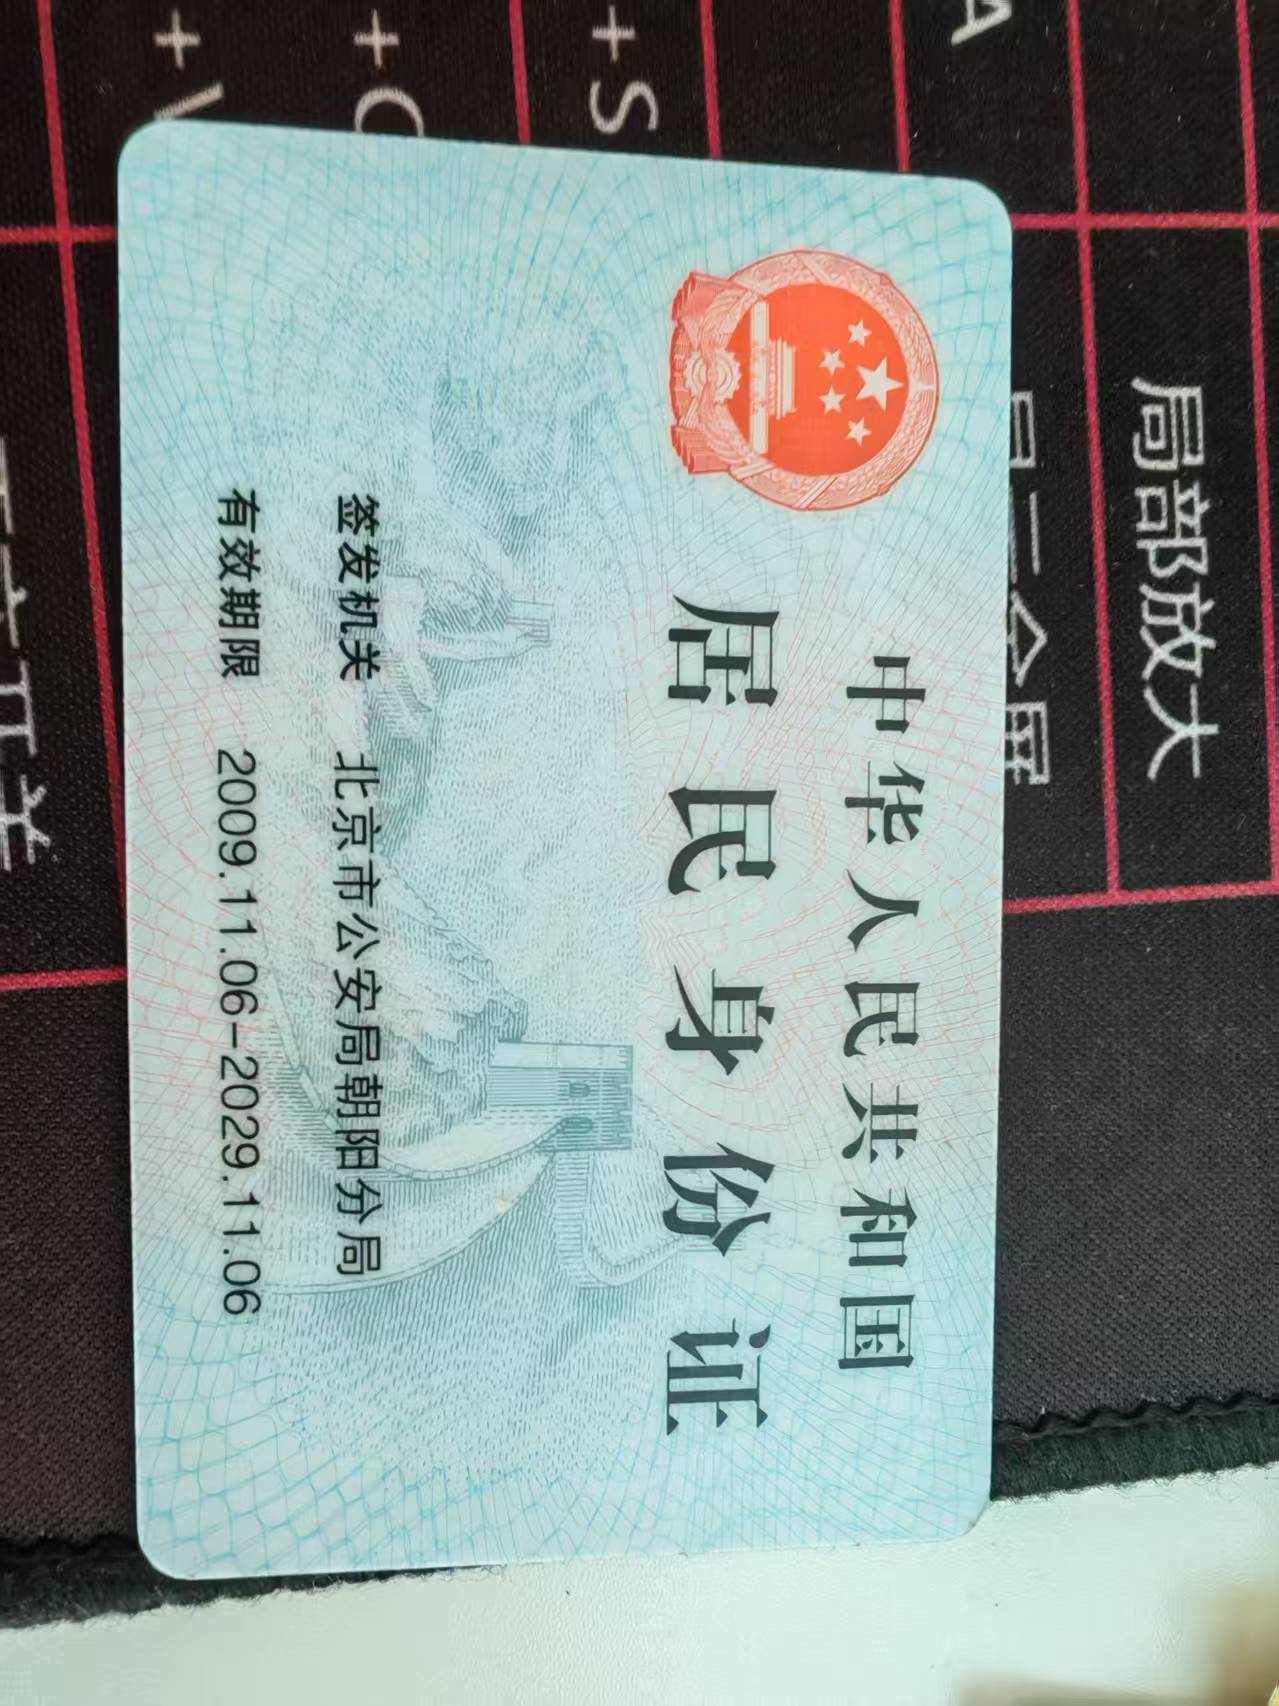 中华人民共和国
居民身份证
签发机关 北京市公安局朝阳分局
有效期限 2009.11.06-2029.11.06
局部放大
+S
+C
+V
A